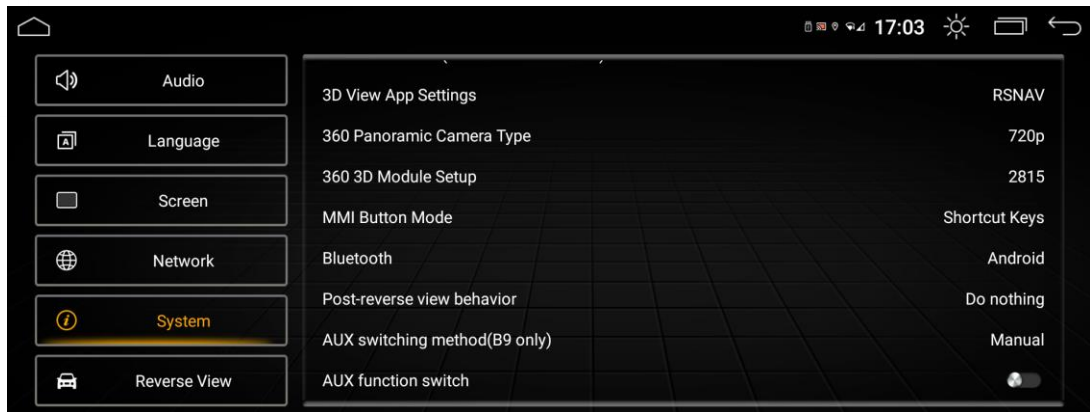 17:03
Audio
Language
Screen
Network
System
Reverse View
3D View App Settings RSNAV
360 Panoramic Camera Type 720p
360 3D Module Setup 2815
MMI Button Mode Shortcut Keys
Bluetooth Android
Post-reverse view behavior Do nothing
AUX switching method(B9 only) Manual
AUX function switch